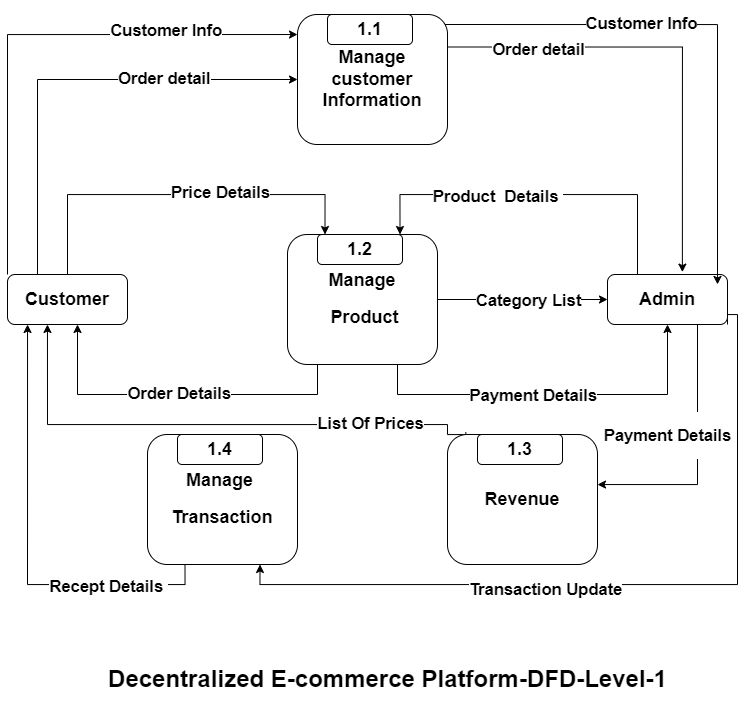 Customer Info
1.1
Customer Info
Manage
customer
Information
Order detail
Order detail
Price Details
Product  Details
1.2
Manage
Product
Customer
Category List
Admin
Order Details
Payment Details
List Of Prices
Payment Details
1.4
Manage
Transaction
1.3
Revenue
Recept Details
Transaction Update
Decentralized E-commerce Platform-DFD-Level-1